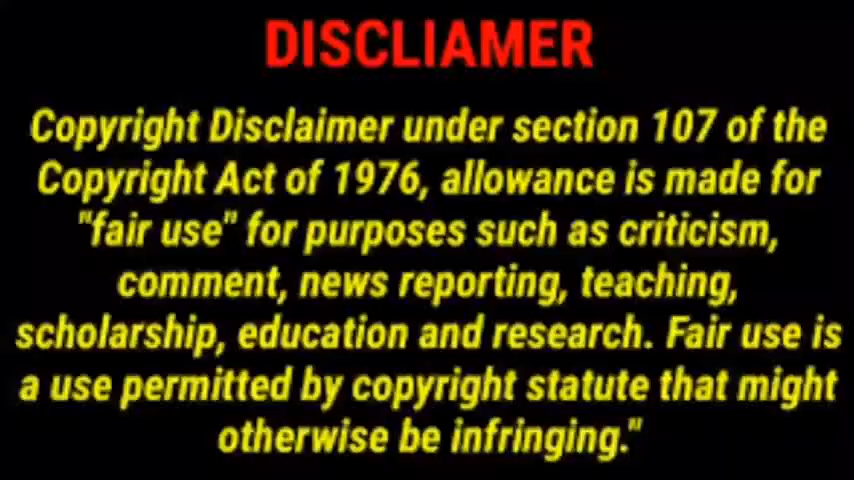 DISCLIAMER
Copyright Disclaimer under section 107 of the
Copyright Act of 1976, allowance is made for
"fair use" for purposes such as criticism,
comment, news reporting, teaching,
scholarship, education and research. Fair use is
a use permitted by copyright statute that might
otherwise be infringing."